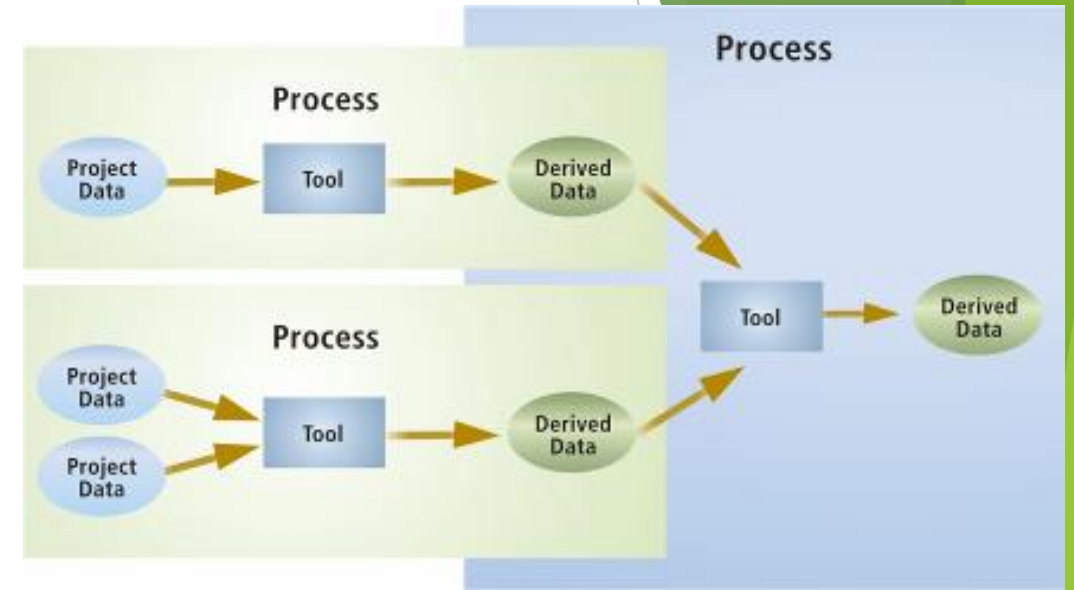 Process
Process
Project
Data
Tool
Derived
Data
Process
Project
Data
Project
Data
Tool
Derived
Data
Tool
Derived
Data